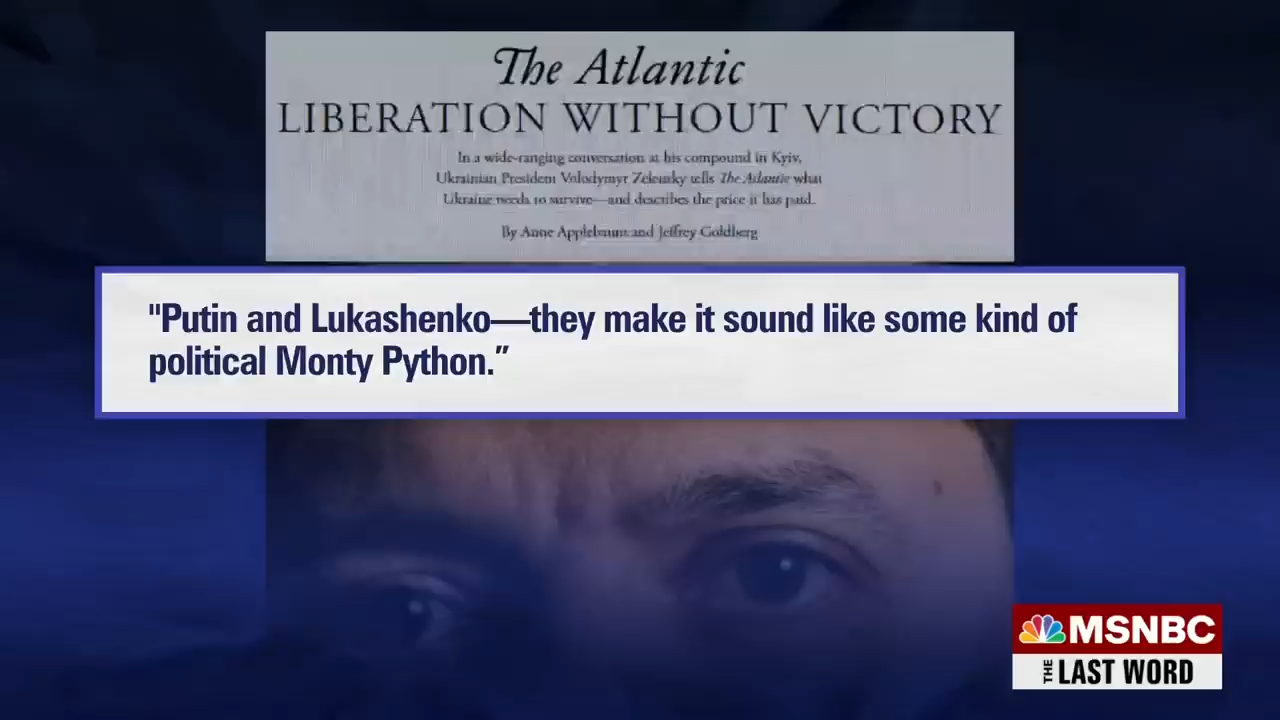 The Atlantic
LIBERATION WITHOUT VICTORY
In a wide-ranging conversation at his compound in Kyiv,
Ukrainian President Volodymyr Zelensky tells The Atlantic what
Ukraine needs to survive—and describes the price it has paid.
By Anne Applebaum and Jeffrey Goldberg
"Putin and Lukashenko—they make it sound like some kind of
political Monty Python.”
MSNBC
THE LAST WORD